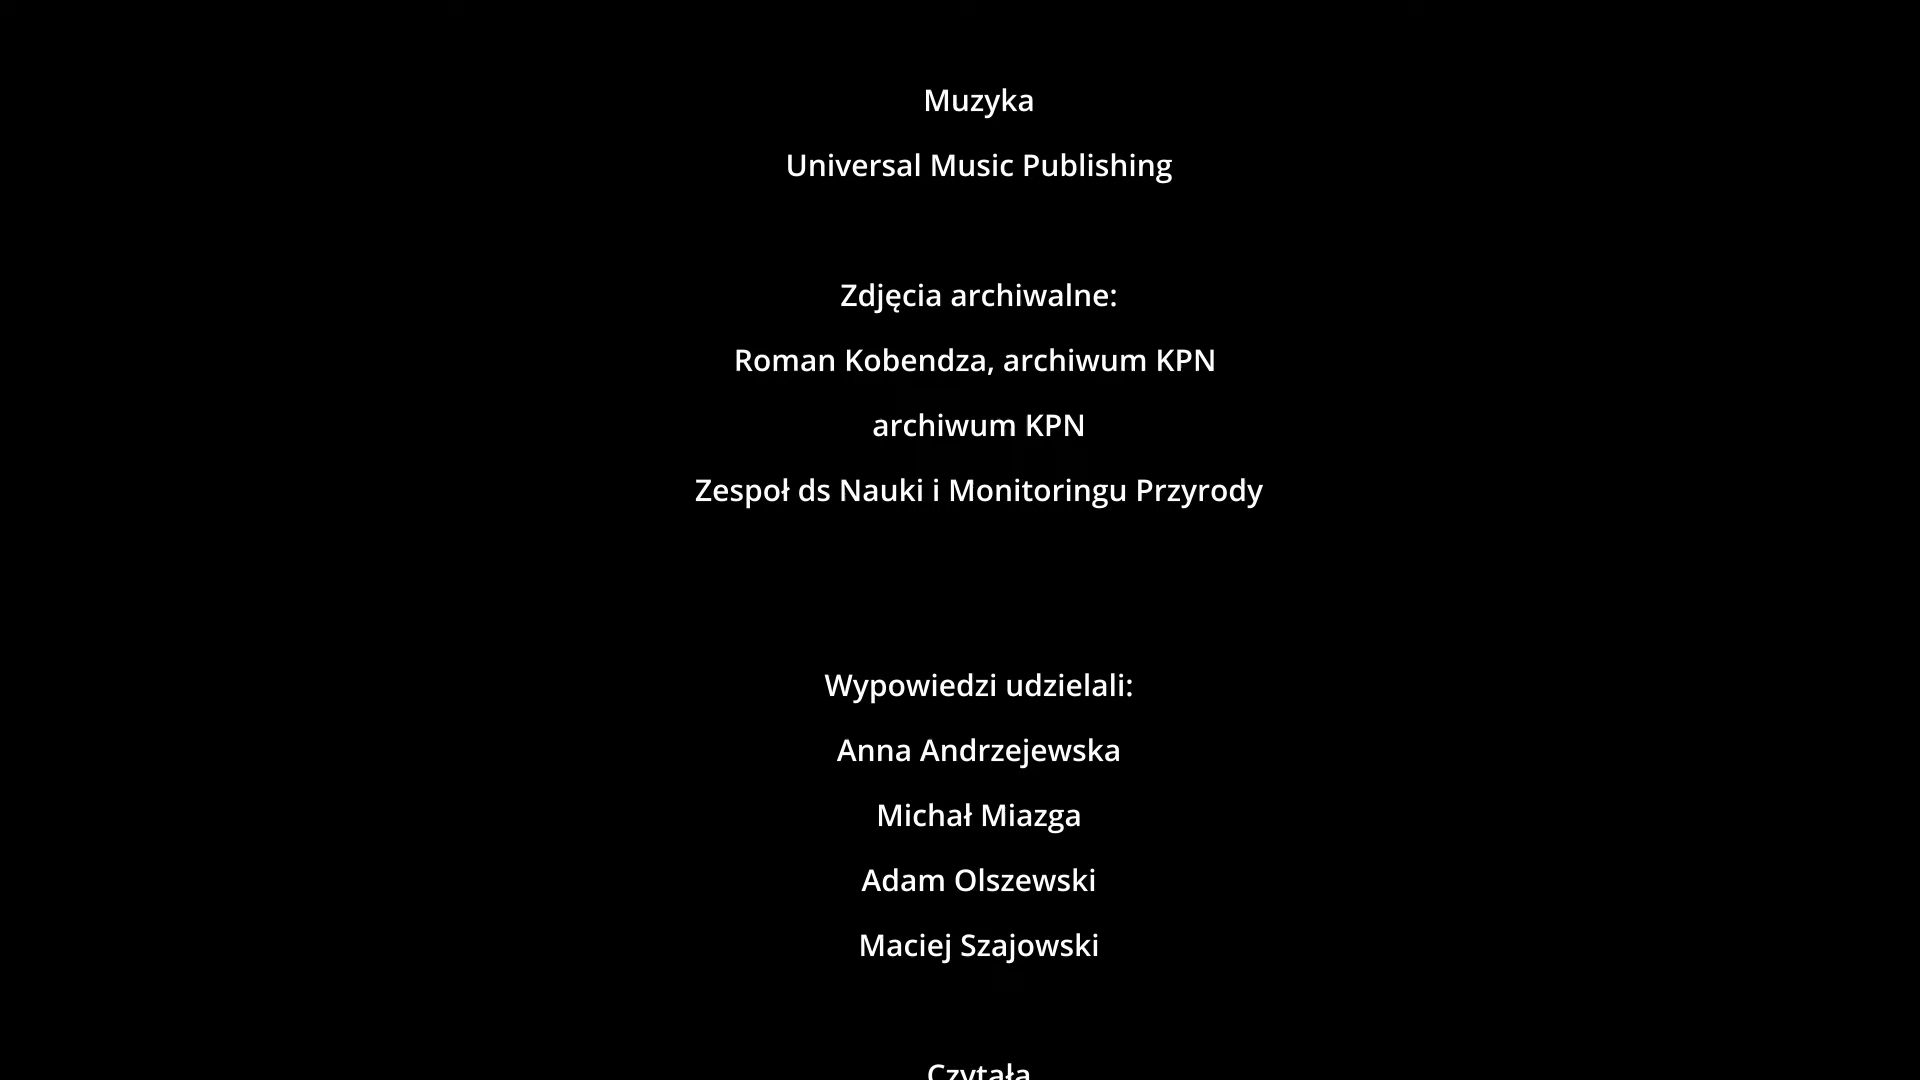 Muzyka
Universal Music Publishing
Zdjęcia archiwalne:
Roman Kobendza, archiwum KPN
archiwum KPN
Zespoł ds Nauki i Monitoringu Przyrody
Wypowiedzi udzielali:
Anna Andrzejewska
Michał Miazga
Adam Olszewski
Maciej Szajowski
Czytała